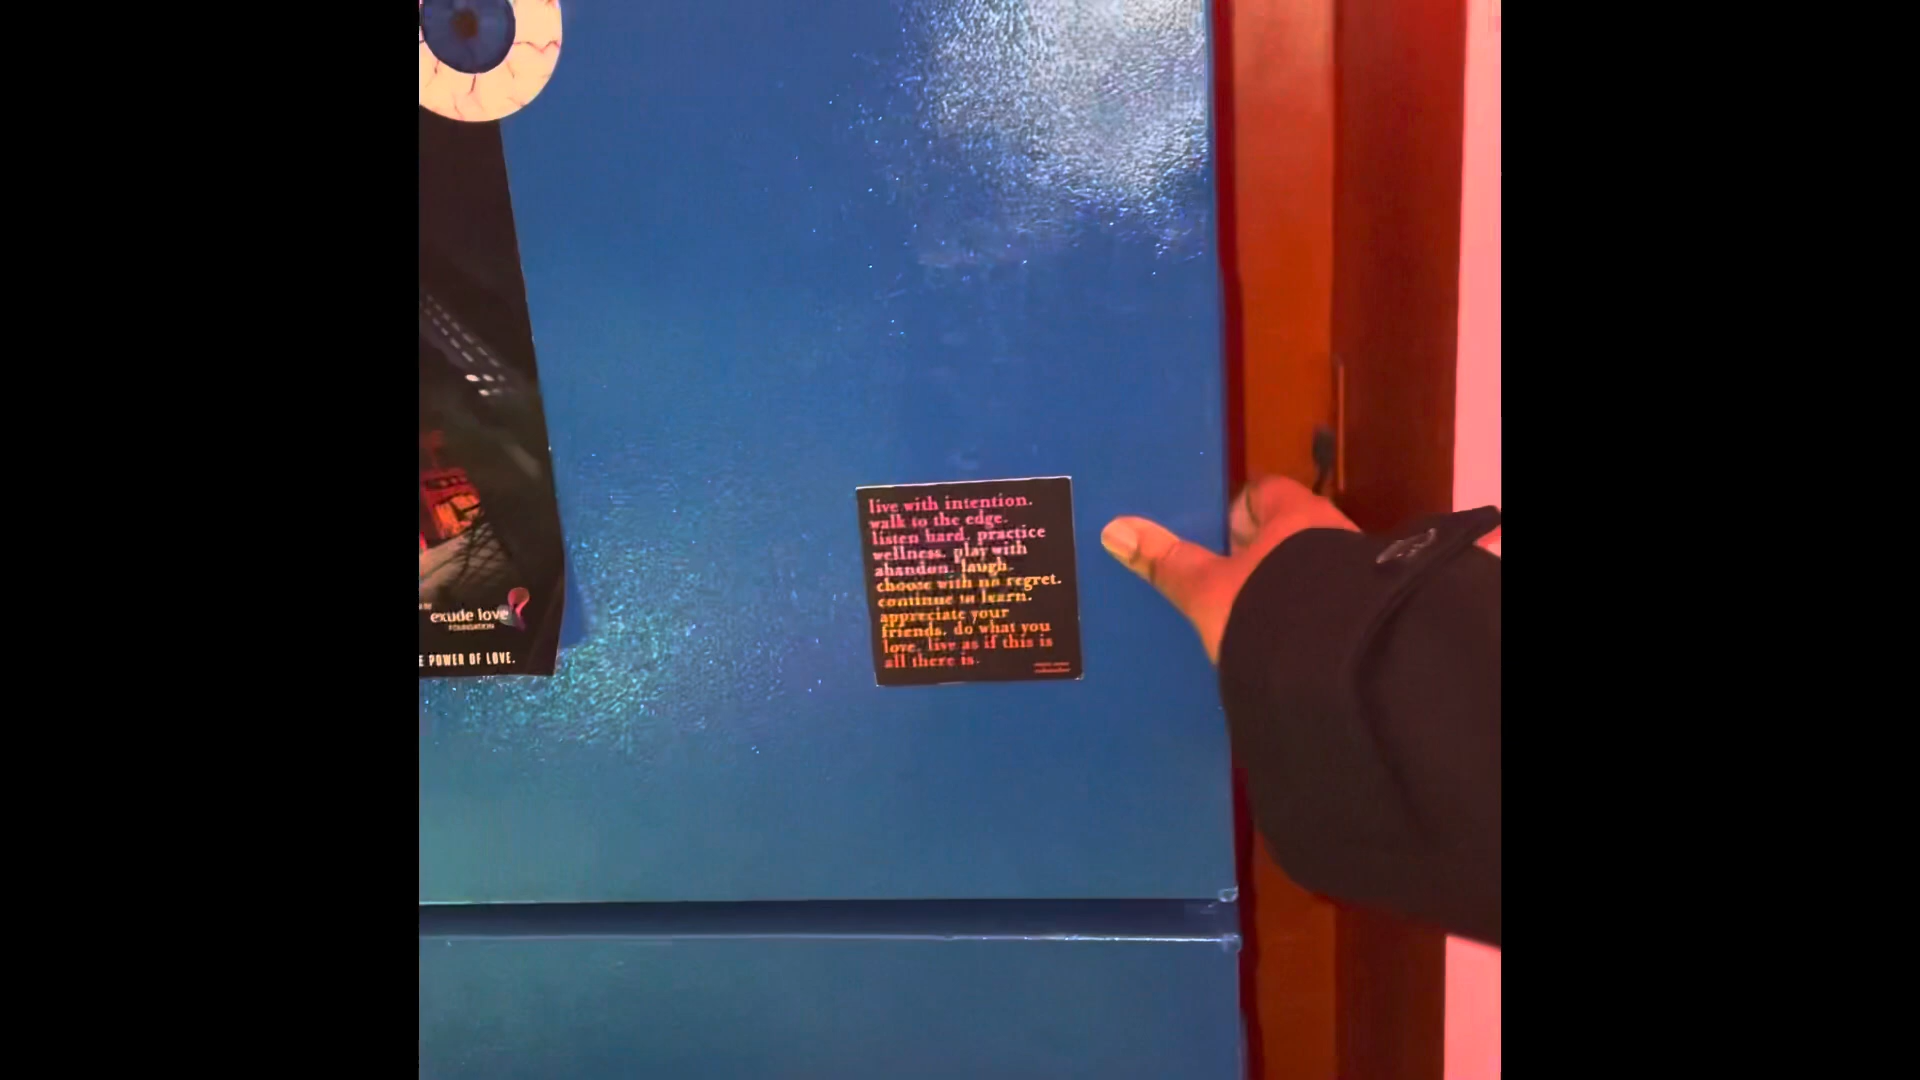 exude love
FOUNDATION
E POWER OF LOVE.
live with intention.
walk to the edge.
listen hard. practice
wellness. play with
abandon. laugh.
choose with no regret.
continue to learn.
appreciate your
friends. do what you
love. live as if this is
all there is.